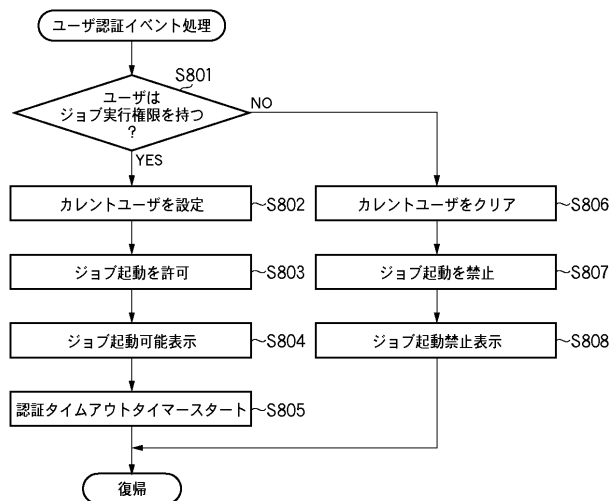 ユーザ認証イベント処理
S801
ユーザは
ジョブ実行権限を持つ
?
NO
YES
カレントユーザを設定
S802
カレントユーザをクリア
S806
ジョブ起動を許可
S803
ジョブ起動を禁止
S807
ジョブ起動可能表示
S804
ジョブ起動禁止表示
S808
認証タイムアウトタイマースタート
S805
復帰